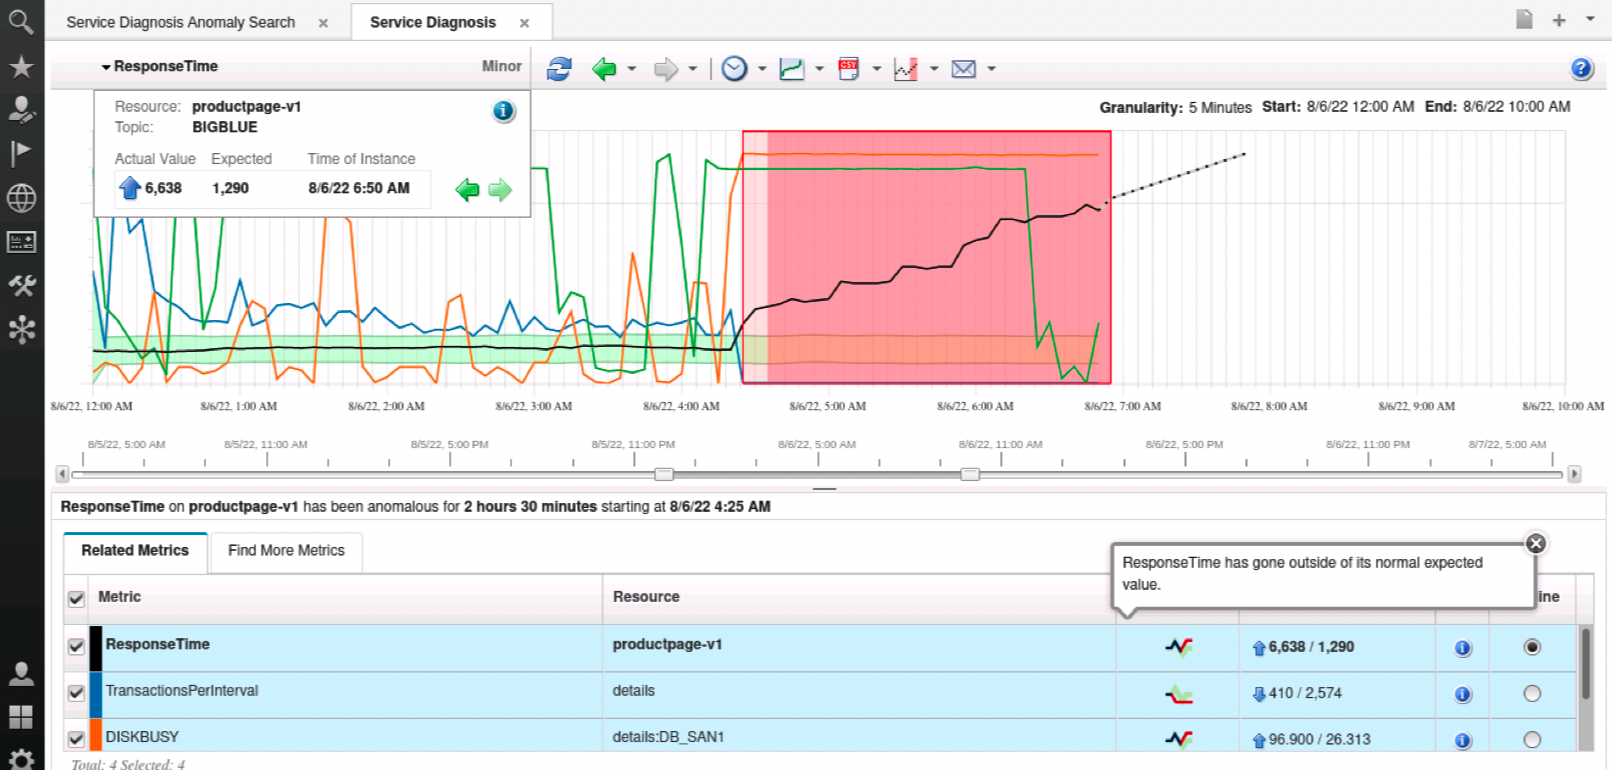 Service Diagnosis Anomaly Search
Service Diagnosis
ResponseTime
Minor
CSV
Resource: productpage-v1
Topic: BIGBLUE
Actual Value Expected Time of Instance
6,638 1,290 8/6/22 6:50 AM
Granularity: 5 Minutes Start: 8/6/22 12:00 AM End: 8/6/22 10:00 AM
8/6/22, 12:00 AM 8/6/22, 1:00 AM 8/6/22, 2:00 AM 8/6/22, 3:00 AM 8/6/22, 4:00 AM 8/6/22, 5:00 AM 8/6/22, 6:00 AM 8/6/22, 7:00 AM 8/6/22, 8:00 AM 8/6/22, 9:00 AM 8/6/22, 10:00 AM
8/5/22, 5:00 AM 8/5/22, 11:00 AM 8/5/22, 5:00 PM 8/5/22, 11:00 PM 8/6/22, 5:00 AM 8/6/22, 11:00 AM 8/6/22, 5:00 PM 8/6/22, 11:00 PM 8/7/22, 5:00 AM
ResponseTime on productpage-v1 has been anomalous for 2 hours 30 minutes starting at 8/6/22 4:25 AM
Related Metrics Find More Metrics
ResponseTime has gone outside of its normal expected
value.
Metric Resource ine
ResponseTime productpage-v1 6,638 / 1,290
TransactionsPerInterval details 410 / 2,574
DISKBUSY details:DB_SAN1 96.900 / 26.313
Total: 4 Selected: 4